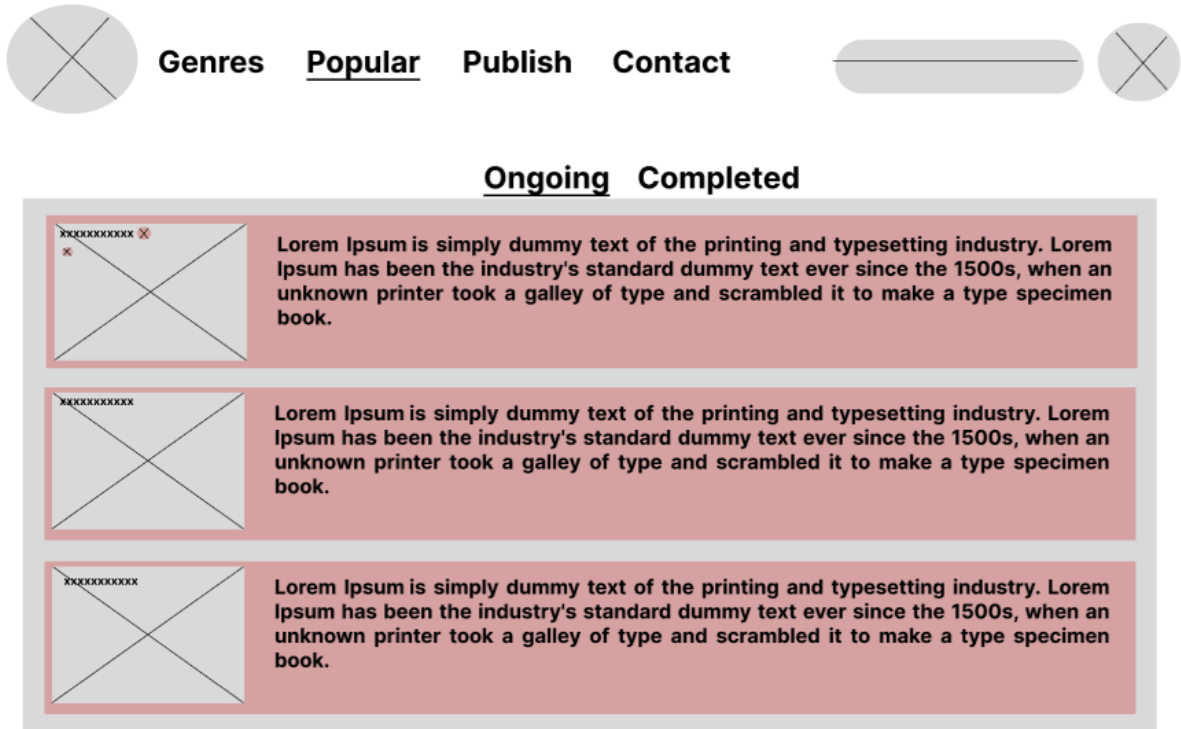 Genres Popular Publish Contact
Ongoing Completed
xxxxxxxxxxx
Lorem Ipsum is simply dummy text of the printing and typesetting industry. Lorem
Ipsum has been the industry's standard dummy text ever since the 1500s, when an
unknown printer took a galley of type and scrambled it to make a type specimen
book.
xxxxxxxxxxx
Lorem Ipsum is simply dummy text of the printing and typesetting industry. Lorem
Ipsum has been the industry's standard dummy text ever since the 1500s, when an
unknown printer took a galley of type and scrambled it to make a type specimen
book.
xxxxxxxxxxx
Lorem Ipsum is simply dummy text of the printing and typesetting industry. Lorem
Ipsum has been the industry's standard dummy text ever since the 1500s, when an
unknown printer took a galley of type and scrambled it to make a type specimen
book.